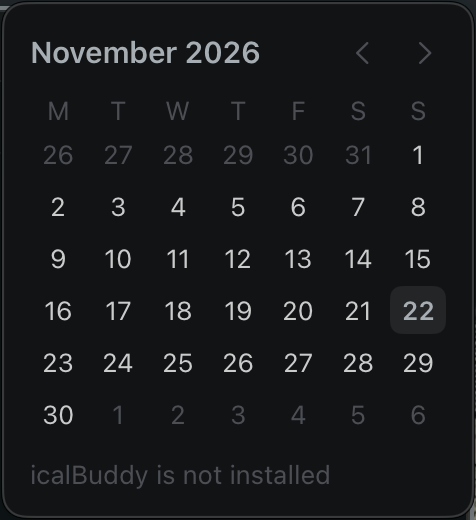 November 2026
M T W T F S S
26 27 28 29 30 31 1
2 3 4 5 6 7 8
9 10 11 12 13 14 15
16 17 18 19 20 21 22
23 24 25 26 27 28 29
30 1 2 3 4 5 6
icalBuddy is not installed